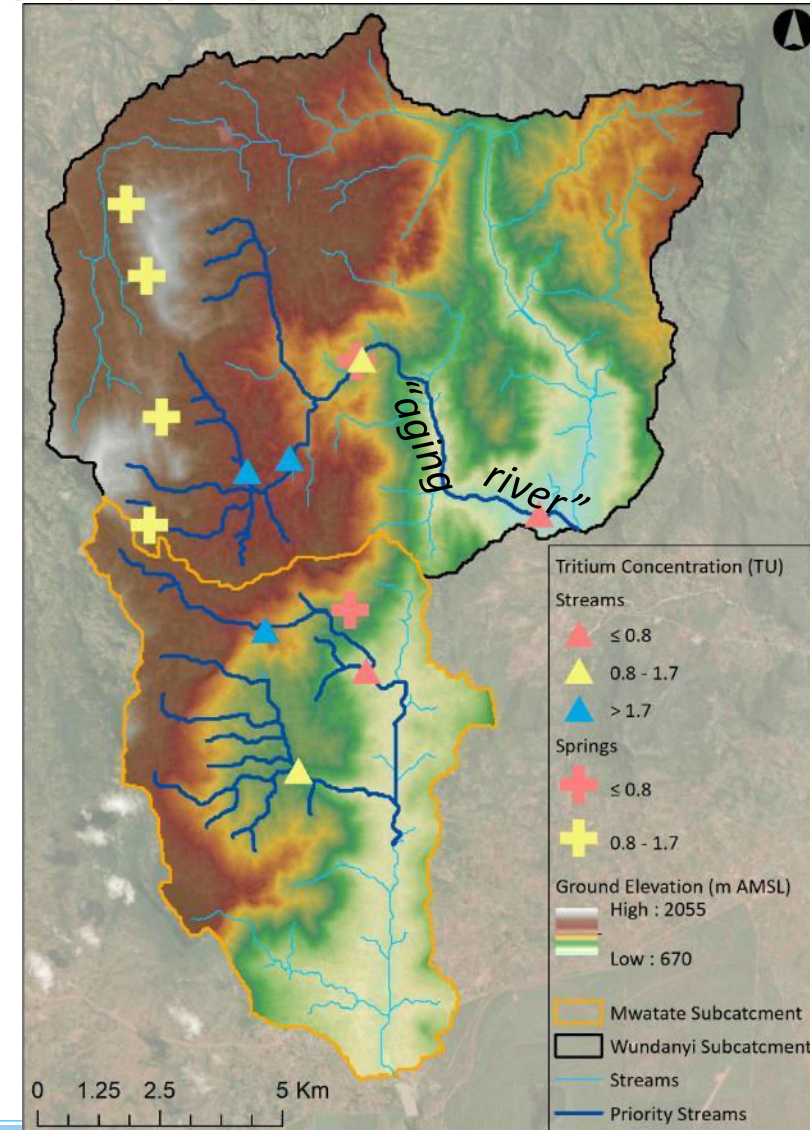 “aging
river”
Tritium Concentration (TU)
Streams
≤ 0.8
0.8 - 1.7
> 1.7
Springs
≤ 0.8
0.8 - 1.7
Ground Elevation (m AMSL)
High : 2055
Low : 670
Mwatate Subcatcment
Wundanyi Subcatcment
Streams
Priority Streams
0 1.25 2.5 5 Km